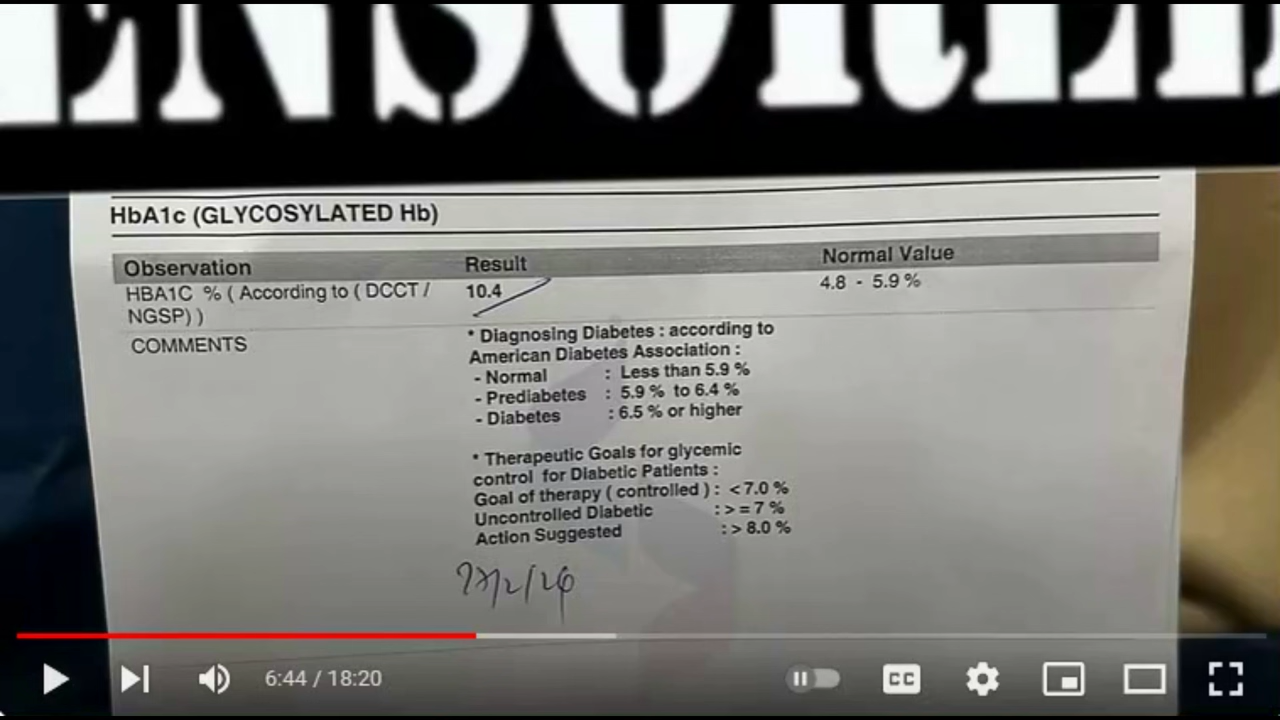 ENSORED
HbA1c (GLYCOSYLATED Hb)
Observation Result Normal Value
HBA1C % ( According to ( DCCT / 10.4 4.8 - 5.9 %
NGSP) )
COMMENTS * Diagnosing Diabetes : according to
American Diabetes Association :
- Normal : Less than 5.9 %
- Prediabetes : 5.9 % to 6.4 %
- Diabetes : 6.5 % or higher
* Therapeutic Goals for glycemic
control for Diabetic Patients :
Goal of therapy ( controlled ) : <7.0 %
Uncontrolled Diabetic : > = 7 %
Action Suggested : > 8.0 %
6:44 / 18:20
CC